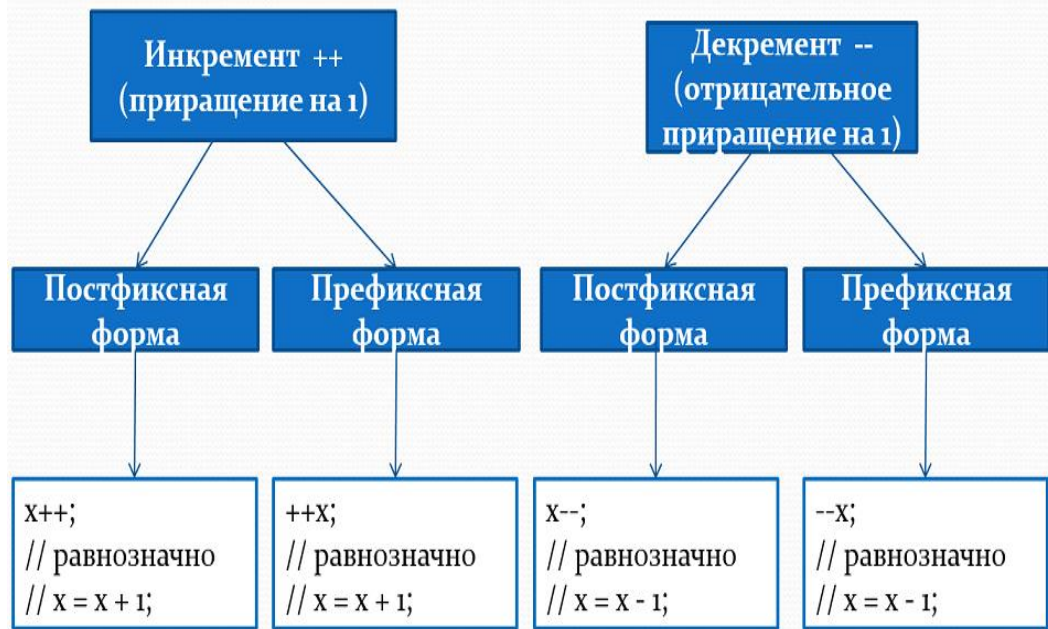 Инкремент ++
(приращение на 1)
Декремент --
(отрицательное
приращение на 1)
Постфиксная
форма
Префиксная
форма
Постфиксная
форма
Префиксная
форма
x++;
// равнозначно
// x = x + 1;
++x;
// равнозначно
// x = x + 1;
x--;
// равнозначно
// x = x - 1;
--x;
// равнозначно
// x = x - 1;